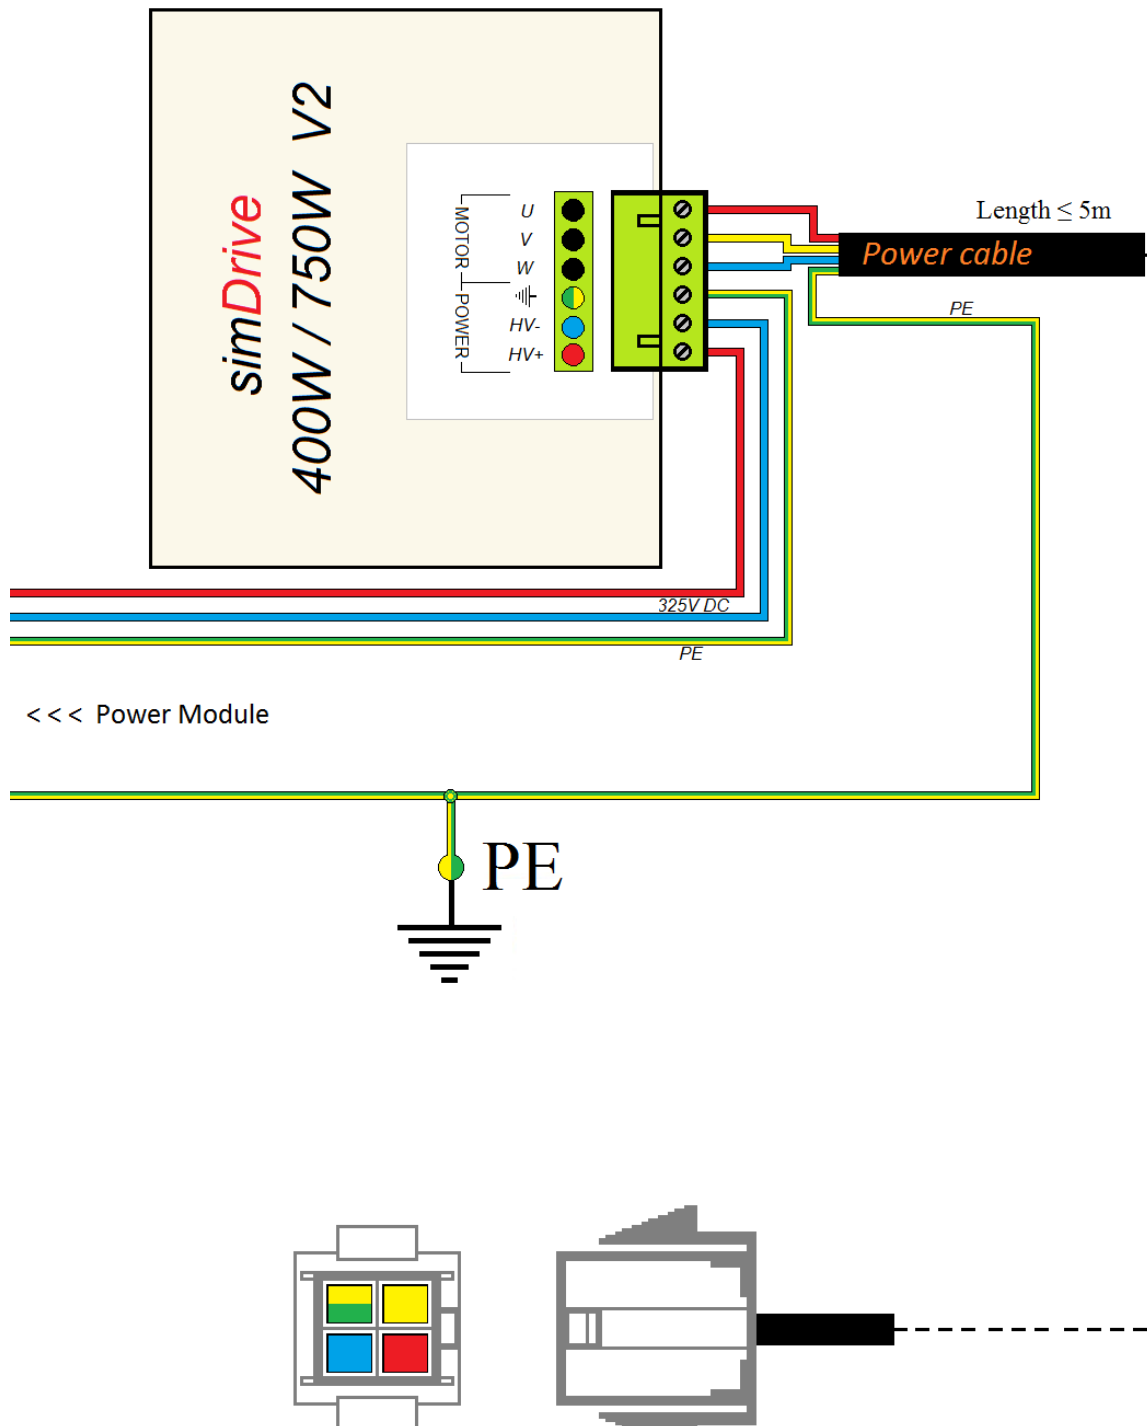 simDrive
400W / 750W V2
MOTOR
POWER
U
V
W
HV-
HV+
Length ≤ 5m
Power cable
PE
325V DC
PE
< < < Power Module
PE